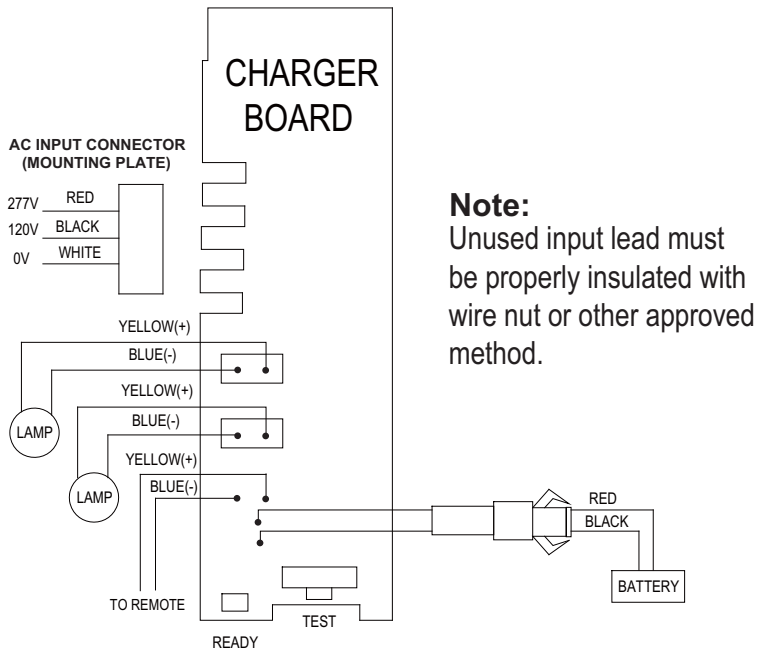 CHARGER
BOARD
AC INPUT CONNECTOR
(MOUNTING PLATE)
277V RED
120V BLACK
0V WHITE
Note:
Unused input lead must
be properly insulated with
wire nut or other approved
method.
YELLOW(+)
BLUE(-)
YELLOW(+)
BLUE(-)
LAMP
YELLOW(+)
BLUE(-)
LAMP
RED
BLACK
BATTERY
TO REMOTE
TEST
READY